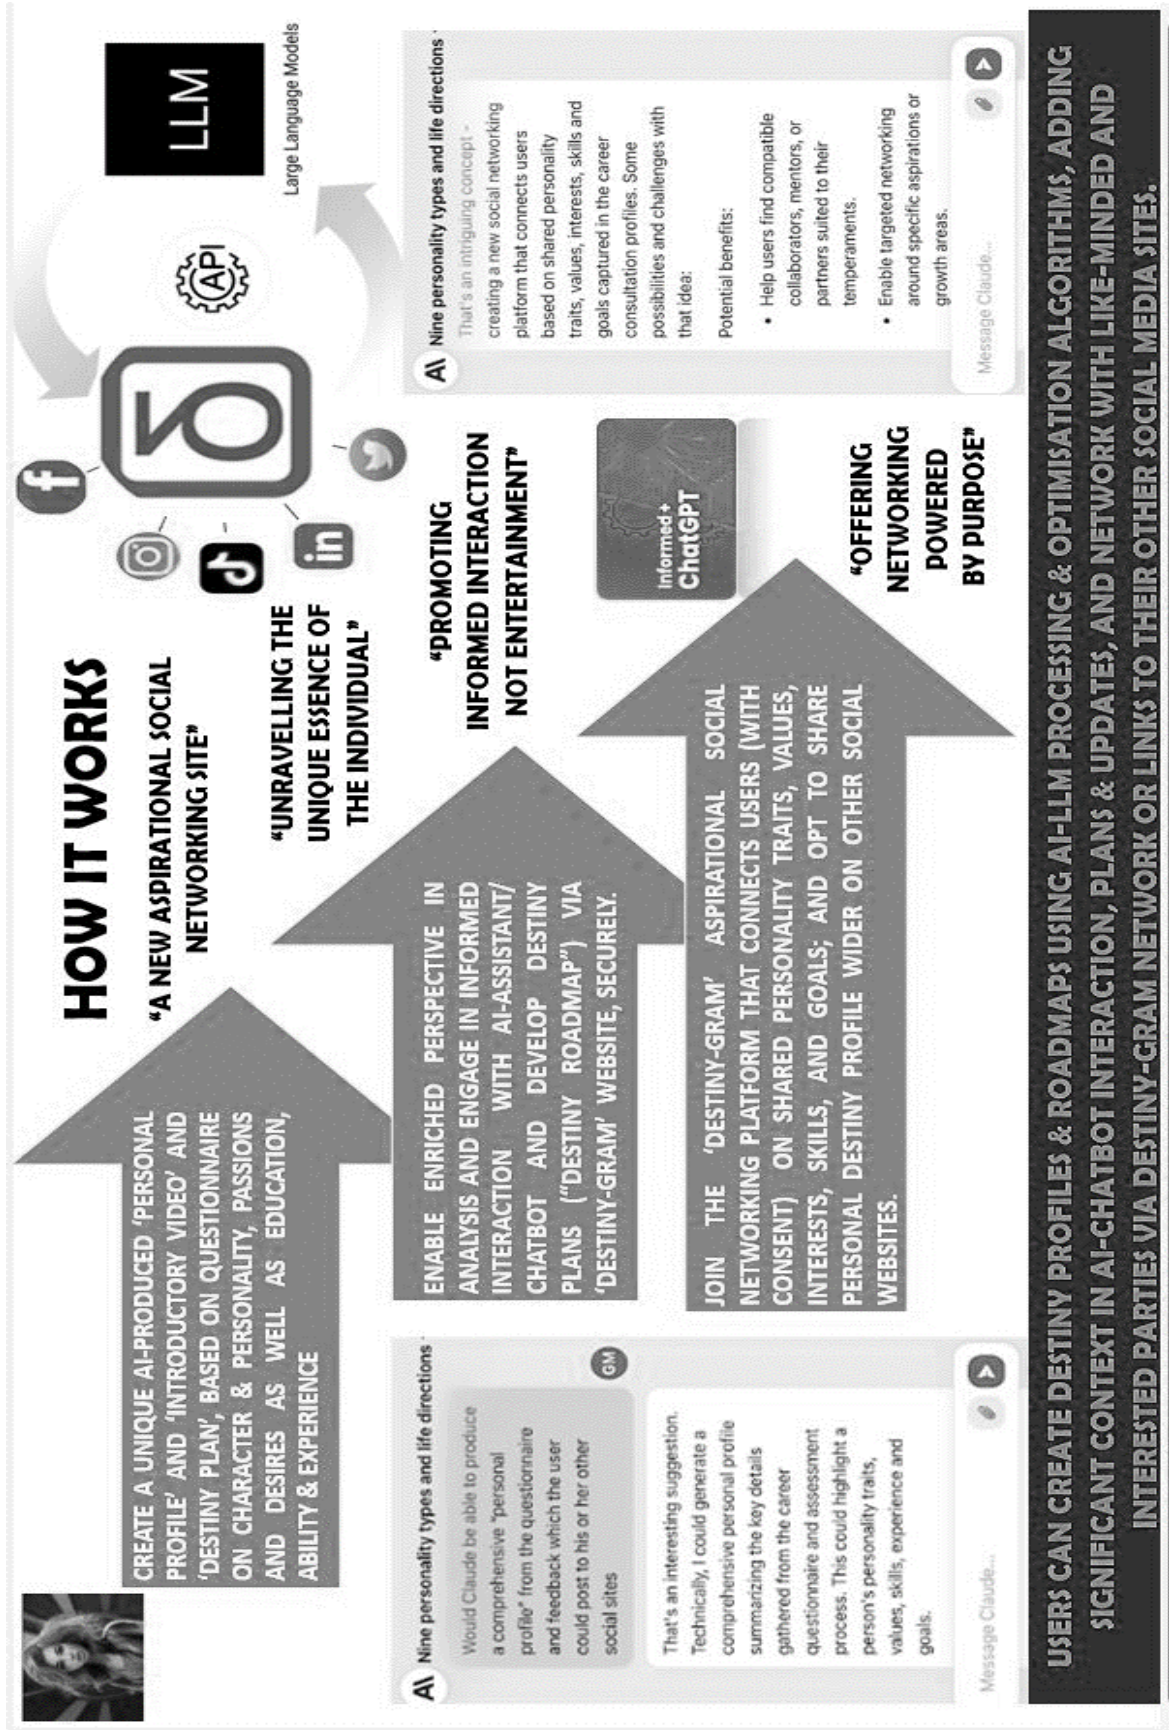 HOW IT WORKS
"A NEW ASPIRATIONAL SOCIAL
NETWORKING SITE"
"UNRAVELLING THE
UNIQUE ESSENCE OF
THE INDIVIDUAL"
"PROMOTING
INFORMED INTERACTION
NOT ENTERTAINMENT"
"OFFERING
NETWORKING
POWERED
BY PURPOSE"
CREATE A UNIQUE AI-PRODUCED 'PERSONAL
PROFILE' AND 'INTRODUCTORY VIDEO' AND
'DESTINY PLAN', BASED ON QUESTIONNAIRE
ON CHARACTER & PERSONALITY, PASSIONS
AND DESIRES AS WELL AS EDUCATION,
ABILITY & EXPERIENCE
ENABLE ENRICHED PERSPECTIVE IN
ANALYSIS AND ENGAGE IN INFORMED
INTERACTION WITH AI-ASSISTANT/
CHATBOT AND DEVELOP DESTINY
PLANS ("DESTINY ROADMAP") VIA
'DESTINY-GRAM' WEBSITE, SECURELY.
JOIN THE 'DESTINY-GRAM' ASPIRATIONAL SOCIAL
NETWORKING PLATFORM THAT CONNECTS USERS (WITH
CONSENT) ON SHARED PERSONALITY TRAITS, VALUES,
INTERESTS, SKILLS, AND GOALS; AND OPT TO SHARE
PERSONAL DESTINY PROFILE WIDER ON OTHER SOCIAL
WEBSITES.
f
in
API
LLM
Large Language Models
Informed +
ChatGPT
A\ Nine personality types and life directions
Would Claude be able to produce
a comprehensive "personal
profile" from the questionnaire
and feedback which the user
could post to his or her other
social sites
GM
That's an interesting suggestion.
Technically, I could generate a
comprehensive personal profile
summarizing the key details
gathered from the career
questionnaire and assessment
process. This could highlight a
person's personality traits,
values, skills, experience and
goals.
Message Claude...
A\ Nine personality types and life directions
That's an intriguing concept -
creating a new social networking
platform that connects users
based on shared personality
traits, values, interests, skills and
goals captured in the career
consultation profiles. Some
possibilities and challenges with
that idea:
Potential benefits:
• Help users find compatible
collaborators, mentors, or
partners suited to their
temperaments.
• Enable targeted networking
around specific aspirations or
growth areas.
Message Claude...
USERS CAN CREATE DESTINY PROFILES & ROADMAPS USING AI-LLM PROCESSING & OPTIMISATION ALGORITHMS, ADDING
SIGNIFICANT CONTEXT IN AI-CHATBOT INTERACTION, PLANS & UPDATES, AND NETWORK WITH LIKE-MINDED AND
INTERESTED PARTIES VIA DESTINY-GRAM NETWORK OR LINKS TO THEIR OTHER SOCIAL MEDIA SITES.